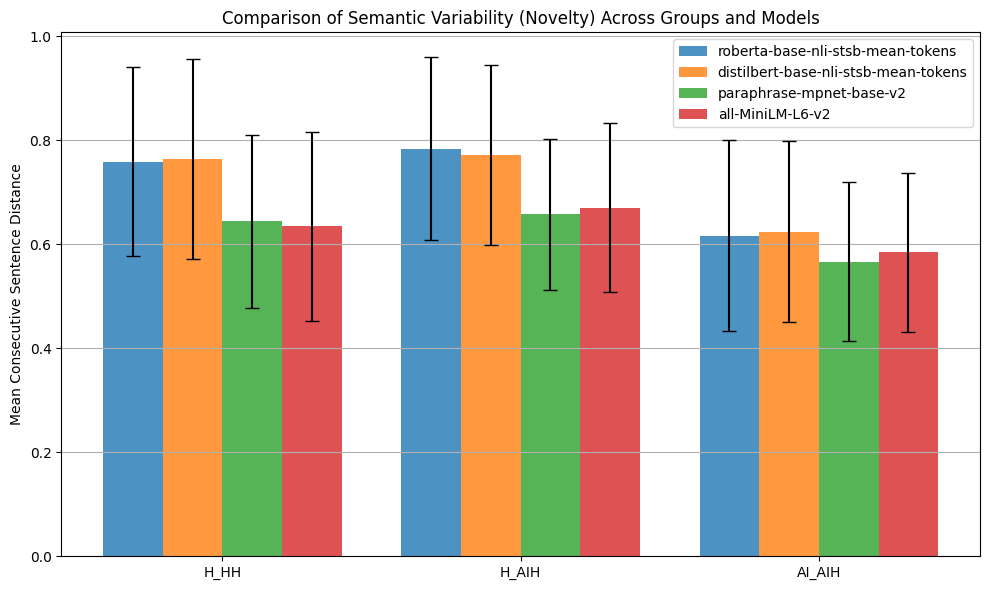 Comparison of Semantic Variability (Novelty) Across Groups and Models
Mean Consecutive Sentence Distance
1.0
0.8
0.6
0.4
0.2
0.0
roberta-base-nli-stsb-mean-tokens
distilbert-base-nli-stsb-mean-tokens
paraphrase-mpnet-base-v2
all-MiniLM-L6-v2
H_HH
H_AIH
AI_AIH